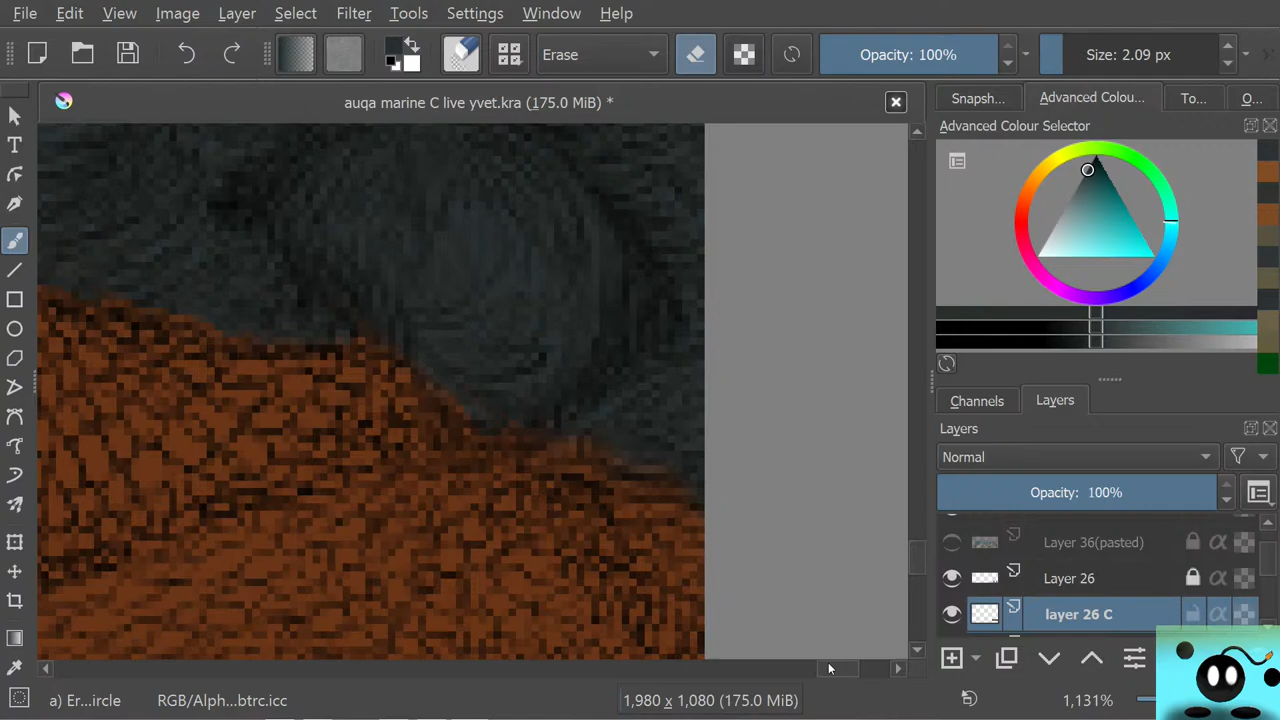 File Edit View Image Layer Select Filter Tools Settings Window Help
Erase Opacity: 100% Size: 2.09 px
auqa marine C live yvet.kra (175.0 MiB) *
Snapsh... Advanced Colou... To... O...
Advanced Colour Selector
Channels Layers
Layers
Normal
Opacity: 100%
Layer 36(pasted)
Layer 26
layer 26 C
a) Er...ircle RGB/Alph...btrc.icc 1,980 x 1,080 (175.0 MiB) 1,131%